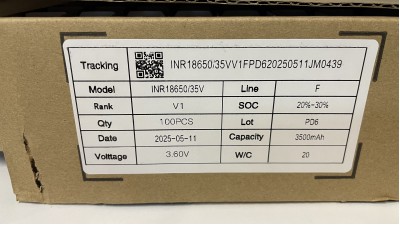 Tracking INR18650/35VV1FPD620250511JM0439
Model INR18650/35V Line F
Rank V1 SOC 20%-30%
Qty 100PCS Lot PD6
Date 2025-05-11 Capacity 3500mAh
Volttage 3.60V W/C 20